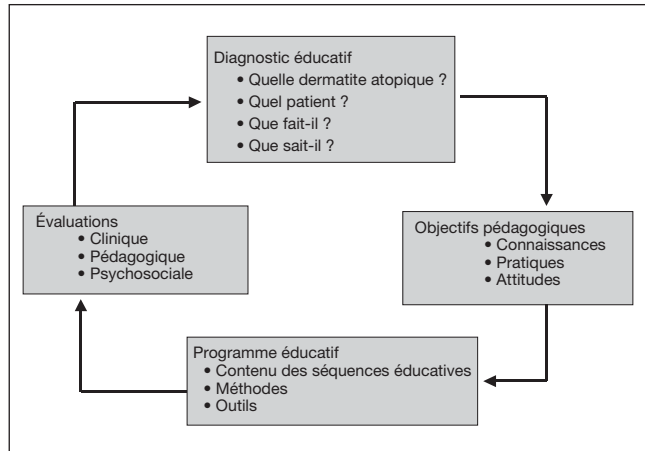 Diagnostic éducatif
• Quelle dermatite atopique ?
• Quel patient ?
• Que fait-il ?
• Que sait-il ?
Évaluations
• Clinique
• Pédagogique
• Psychosociale
Objectifs pédagogiques
• Connaissances
• Pratiques
• Attitudes
Programme éducatif
• Contenu des séquences éducatives
• Méthodes
• Outils